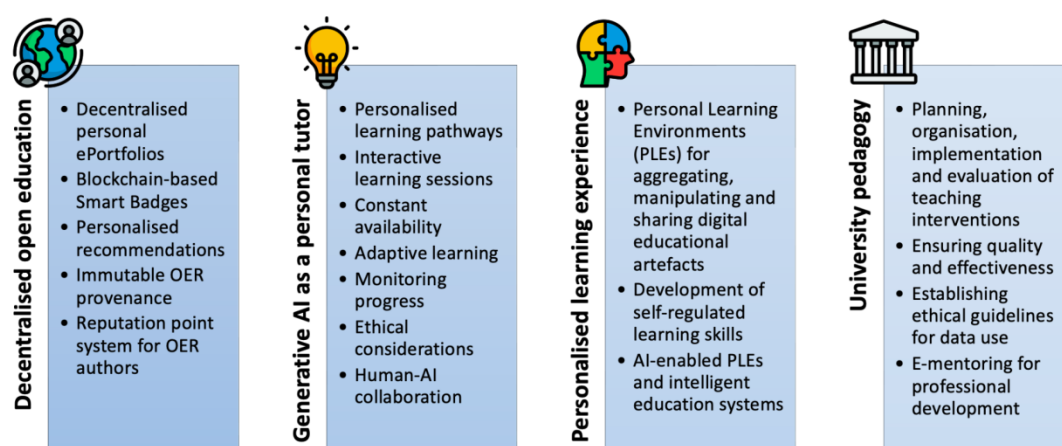 Decentralised open education
• Decentralised
personal
ePortfolios
• Blockchain-based
Smart Badges
• Personalised
recommendations
• Immutable OER
provenance
• Reputation point
system for OER
authors
Generative AI as a personal tutor
• Personalised
learning pathways
• Interactive
learning sessions
• Constant
availability
• Adaptive learning
• Monitoring
progress
• Ethical
considerations
• Human-AI
collaboration
Personalised learning experience
• Personal Learning
Environments
(PLEs) for
aggregating,
manipulating and
sharing digital
educational
artefacts
• Development of
self-regulated
learning skills
• AI-enabled PLEs
and intelligent
education systems
University pedagogy
• Planning,
organisation,
implementation
and evaluation of
teaching
interventions
• Ensuring quality
and effectiveness
• Establishing
ethical guidelines
for data use
• E-mentoring for
professional
development